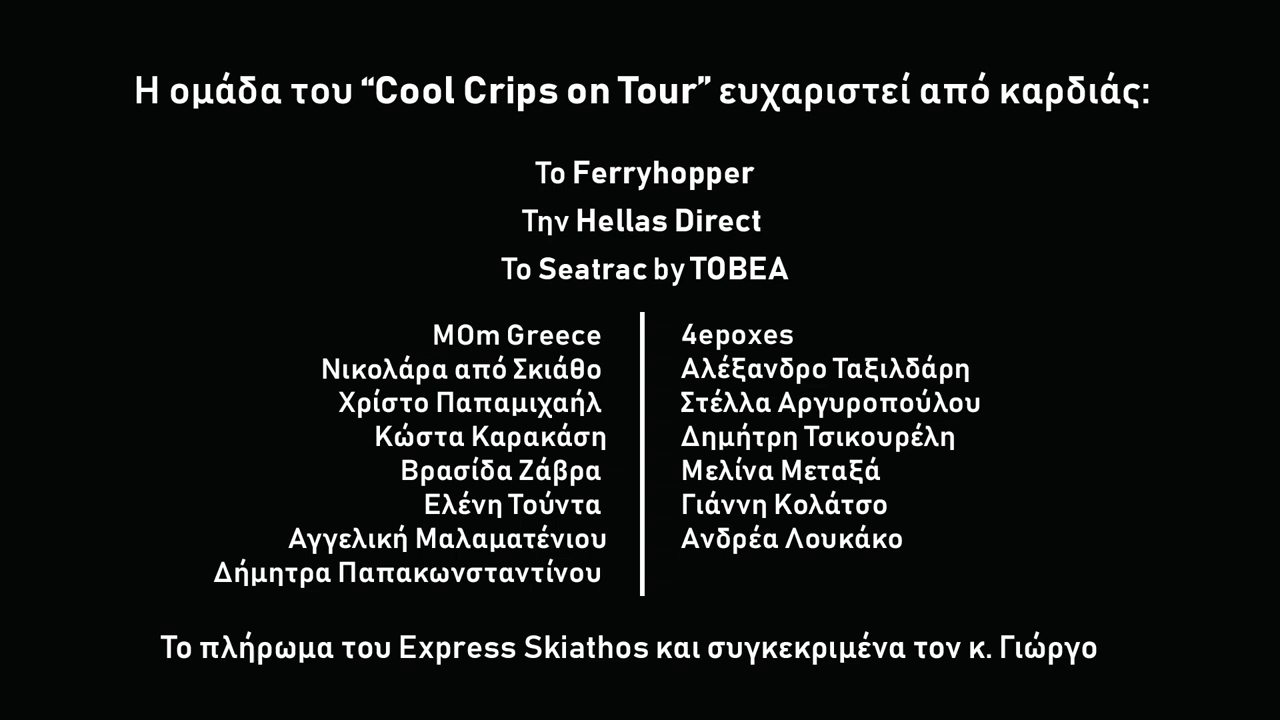 Η ομάδα του “Cool Crips on Tour” ευχαριστεί από καρδιάς:
Το Ferryhopper
Την Hellas Direct
Το Seatrac by TOBEA
MOm Greece
Νικολάρα από Σκιάθο
Χρίστο Παπαμιχαήλ
Κώστα Καρακάση
Βρασίδα Ζάβρα
Ελένη Τούντα
Αγγελική Μαλαματένιου
Δήμητρα Παπακωνσταντίνου
4epoxes
Αλέξανδρο Ταξιλδάρη
Στέλλα Αργυροπούλου
Δημήτρη Τσικουρέλη
Μελίνα Μεταξά
Γιάννη Κολάτσο
Ανδρέα Λουκάκο
Το πλήρωμα του Express Skiathos και συγκεκριμένα τον κ. Γιώργο